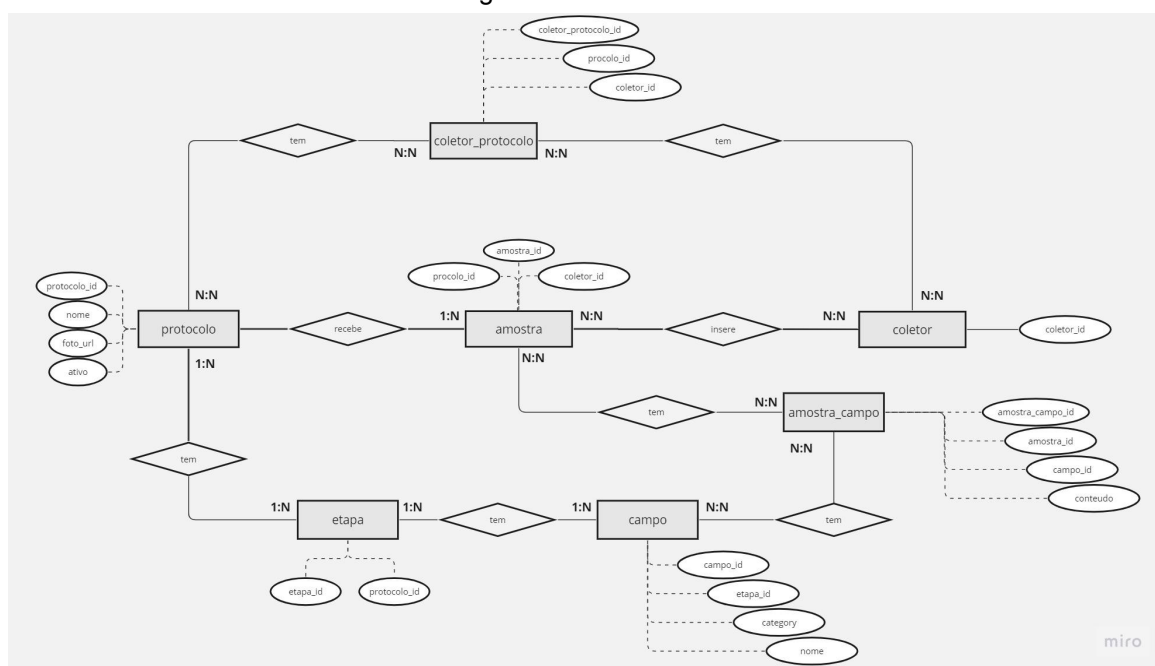 coletor_protocolo_id
procolo_id
coletor_id
tem
coletor_protocolo
tem
N:N
N:N
amostra_id
procolo_id
coletor_id
protocolo_id
nome
foto_url
ativo
N:N
protocolo
1:N
recebe
1:N
amostra
N:N
N:N
insere
N:N
N:N
coletor
coletor_id
tem
N:N
amostra_campo
N:N
amostra_campo_id
amostra_id
campo_id
conteudo
tem
1:N
etapa
1:N
tem
1:N
campo
N:N
tem
etapa_id
protocolo_id
campo_id
etapa_id
category
nome
miro